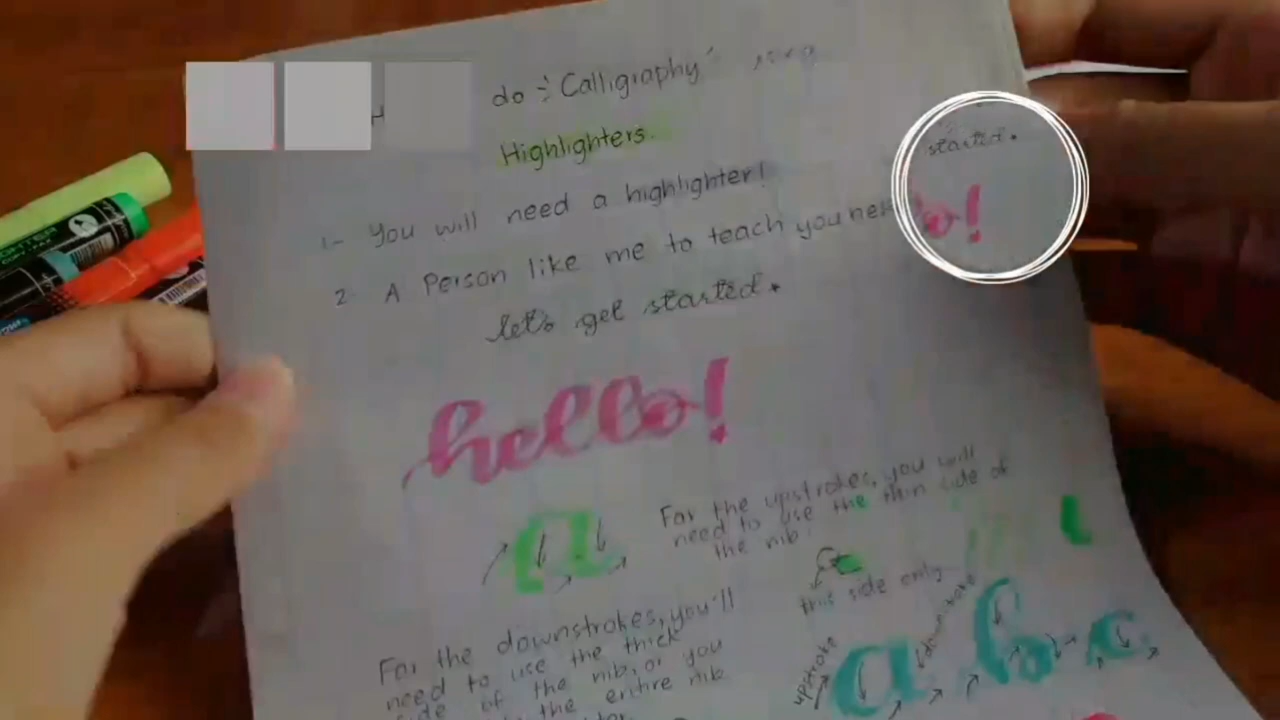 do "Calligraphy"
Highlighters.
1- You will need a highlighter!
2 A Person like me to teach you
let's get started.
hello!
a
For the upstrokes, you will
need to use the thin side of
the nib.
this side only
For the downstrokes, you'll
need to use the thick
side of the nib, or you
the entire nib
upstroke
downstroke
a b c
started.
o!